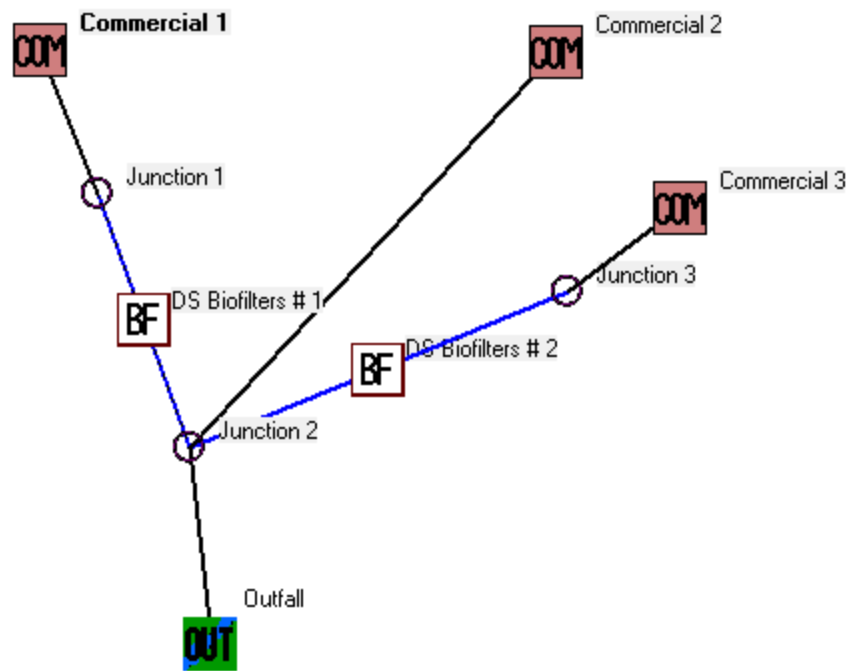 COM
Commercial 1
COM
Commercial 2
Junction 1
COM
Commercial 3
Junction 3
BF
DS Biofilters # 1
BF
DS Biofilters # 2
Junction 2
Outfall
OUT